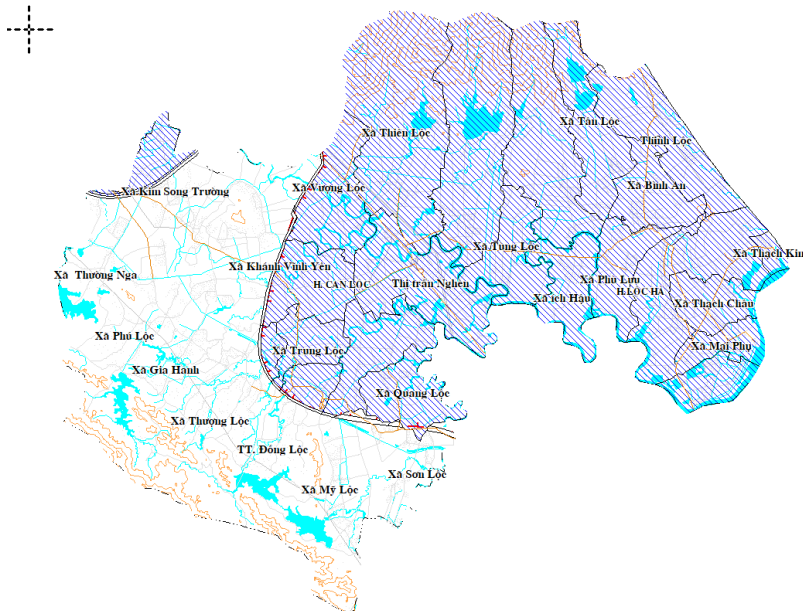 Xã Thiên Lộc
Xã Tân Lộc
Thịnh Lộc
Xã Kim Song Trường
Xã Vượng Lộc
Xã Bình An
Xã Tùng Lộc
Xã Thạch Kim
Xã Thường Nga
Xã Khánh Vĩnh Yên
H. CAN LỘC
Thị trấn Nghèn
Xã ích Hậu
Xã Phù Lưu
H.LỘC HÀ
Xã Thạch Châu
Xã Phú Lộc
Xã Trung Lộc
Xã Mai Phụ
Xã Gia Hanh
Xã Quang Lộc
Xã Thượng Lộc
TT. Đồng Lộc
Xã Sơn Lộc
Xã Mỹ Lộc